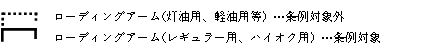 ローディングアーム(灯油用、軽油用等) …条例対象外
ローディングアーム(レギュラー用、ハイオク用) …条例対象